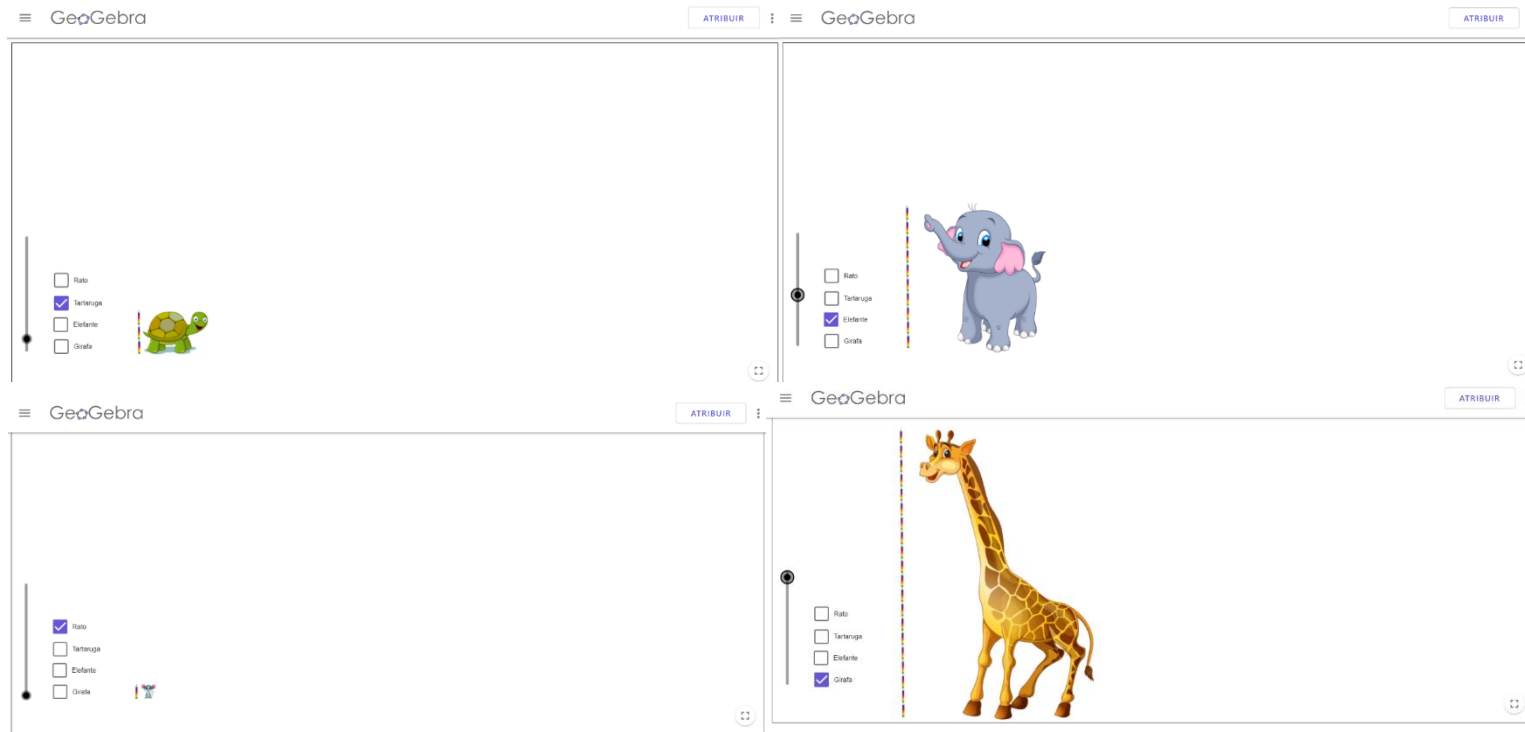 GeoGebra
ATRIBUIR
Rato
Tartaruga
Elefante
Girafa
GeoGebra
ATRIBUIR
Rato
Tartaruga
Elefante
Girafa
GeoGebra
ATRIBUIR
Rato
Tartaruga
Elefante
Girafa
GeoGebra
ATRIBUIR
Rato
Tartaruga
Elefante
Girafa